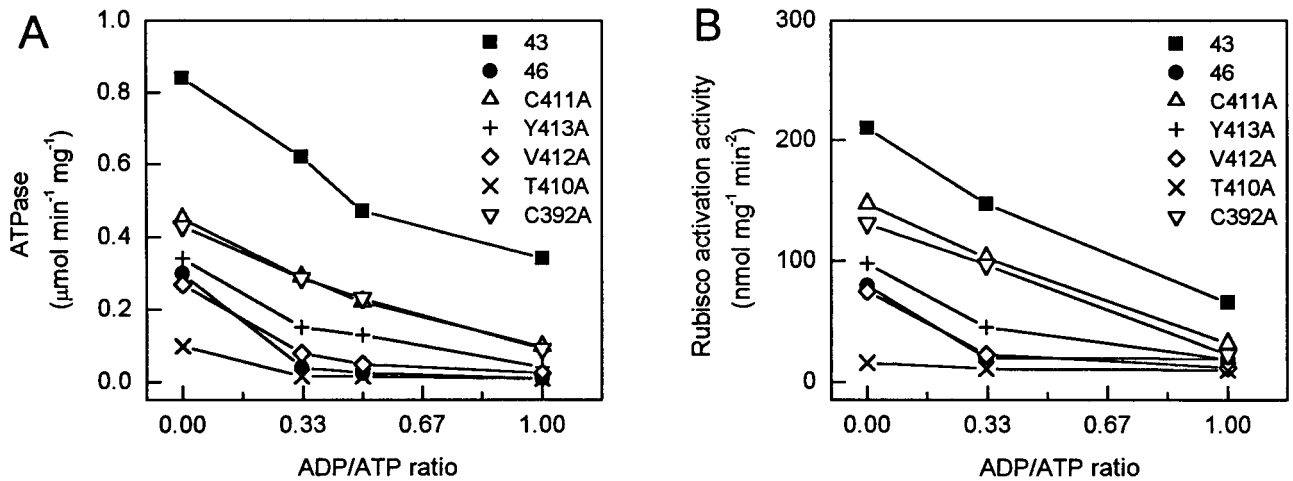 A
ATPase
(μmol min⁻¹ mg⁻¹)
1.0
0.8
0.6
0.4
0.2
0.0
43
46
C411A
Y413A
V412A
T410A
C392A
0.00
0.33
0.67
1.00
ADP/ATP ratio
B
Rubisco activation activity
(nmol mg⁻¹ min⁻²)
300
200
100
0
43
46
C411A
Y413A
V412A
T410A
C392A
0.00
0.33
0.67
1.00
ADP/ATP ratio